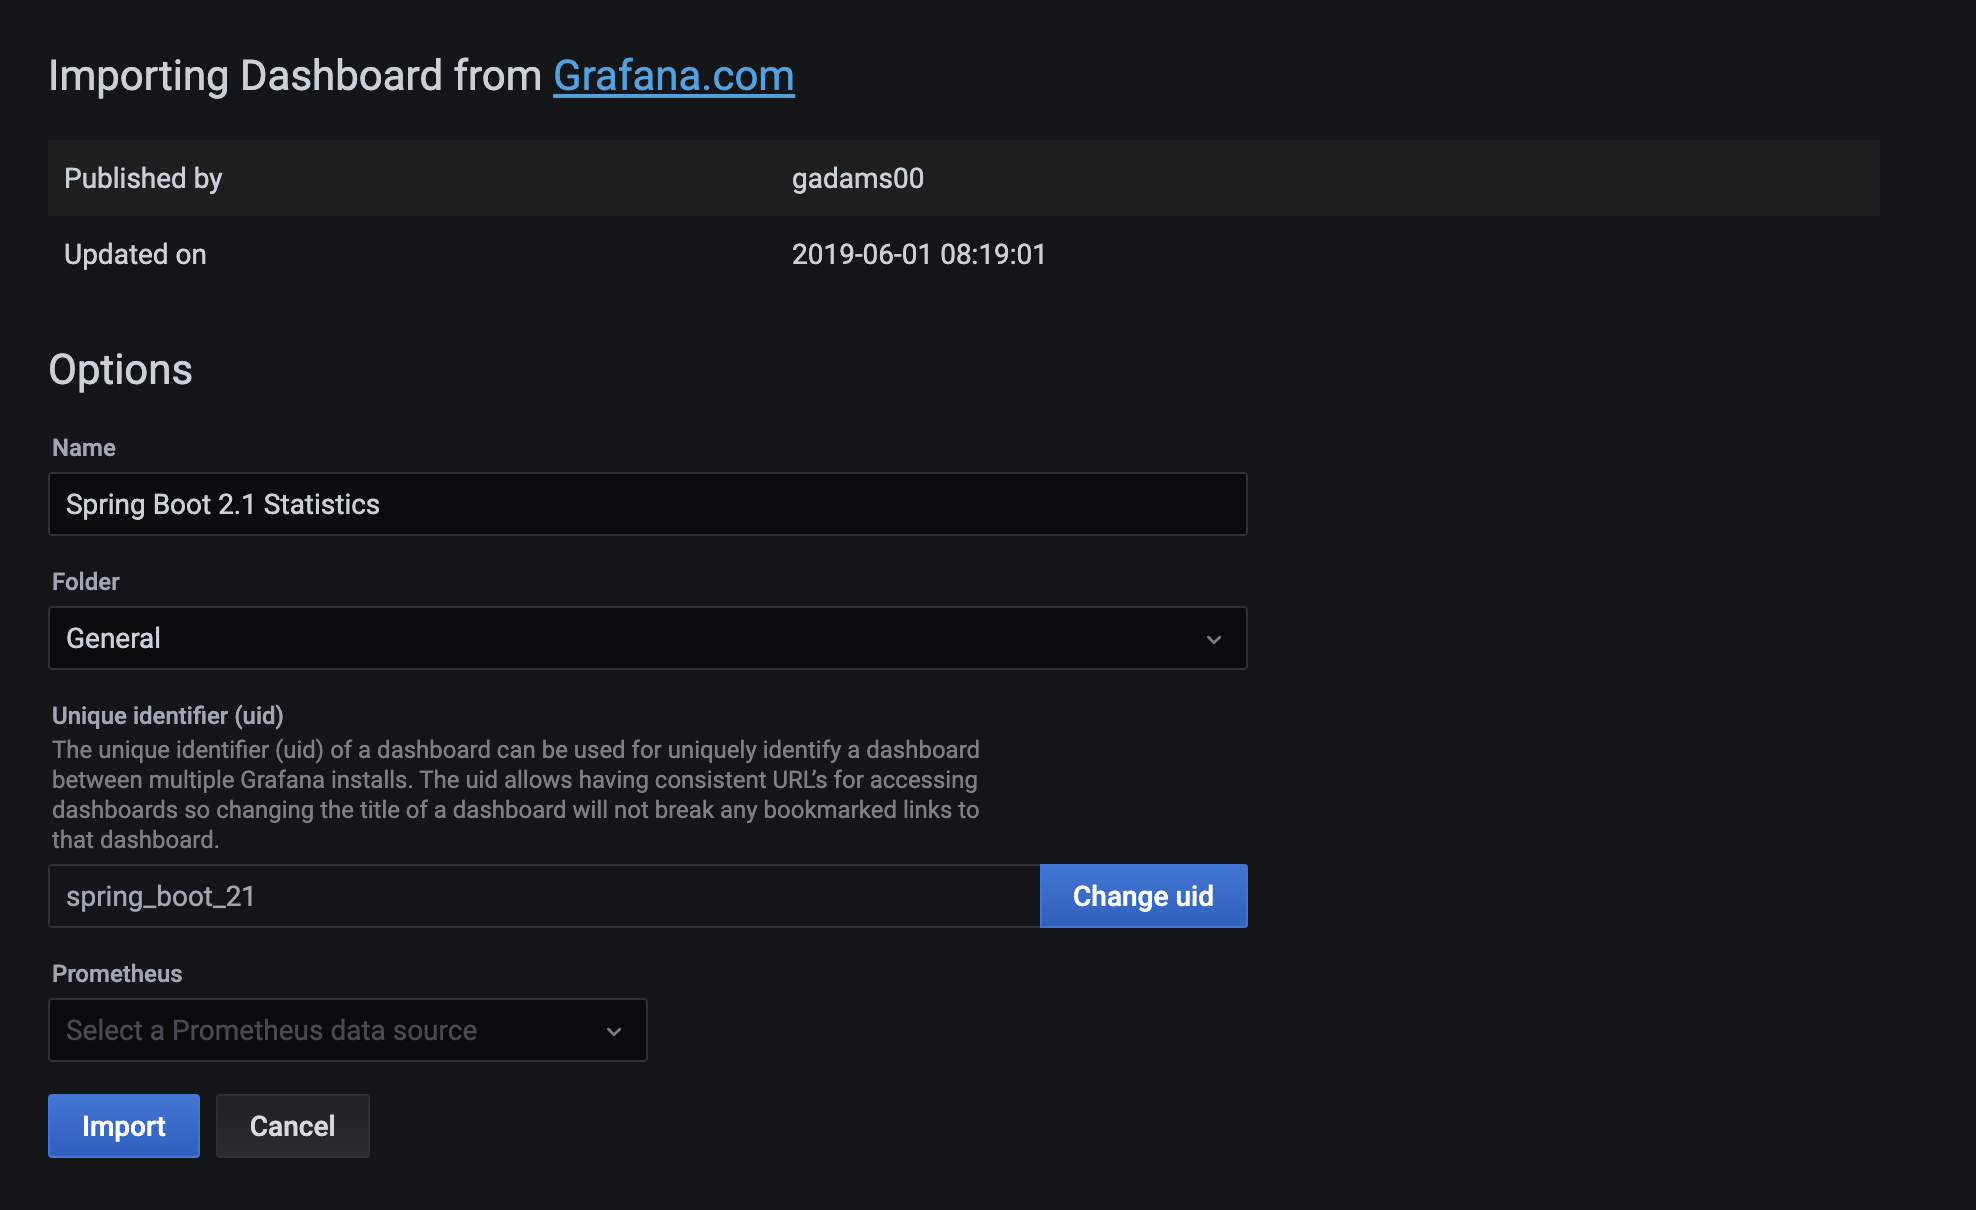 Importing Dashboard from Grafana.com
Published by gadams00
Updated on 2019-06-01 08:19:01
Options
Name
Spring Boot 2.1 Statistics
Folder
General
Unique identifier (uid)
The unique identifier (uid) of a dashboard can be used for uniquely identify a dashboard
between multiple Grafana installs. The uid allows having consistent URL’s for accessing
dashboards so changing the title of a dashboard will not break any bookmarked links to
that dashboard.
spring_boot_21 Change uid
Prometheus
Select a Prometheus data source
Import Cancel